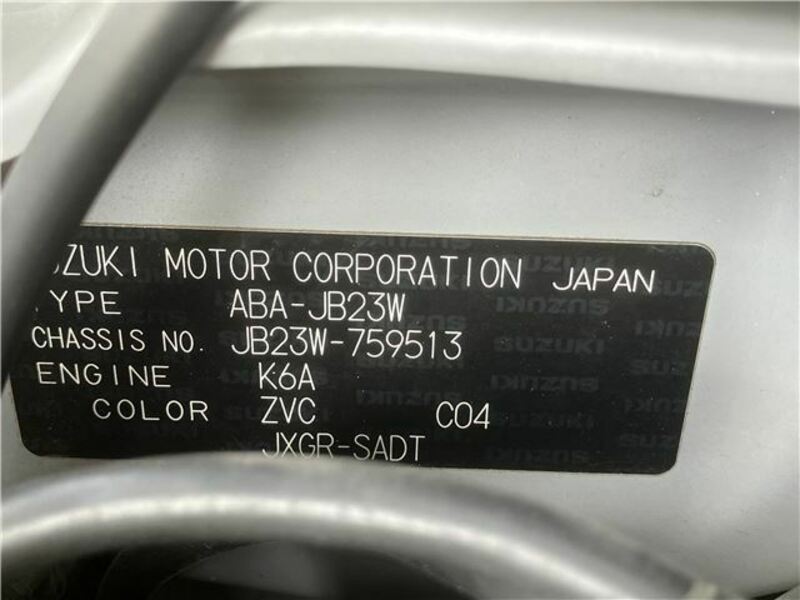 SUZUKI MOTOR CORPORATION JAPAN
TYPE ABA-JB23W
CHASSIS NO. JB23W-759513
ENGINE K6A
COLOR ZVC C04
JXGR-SADT